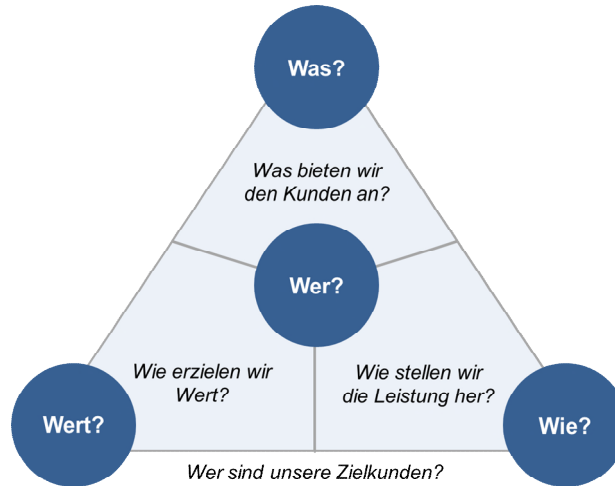 Was?
Was bieten wir
den Kunden an?
Wer?
Wie erzielen wir
Wert?
Wie stellen wir
die Leistung her?
Wert?
Wie?
Wer sind unsere Zielkunden?